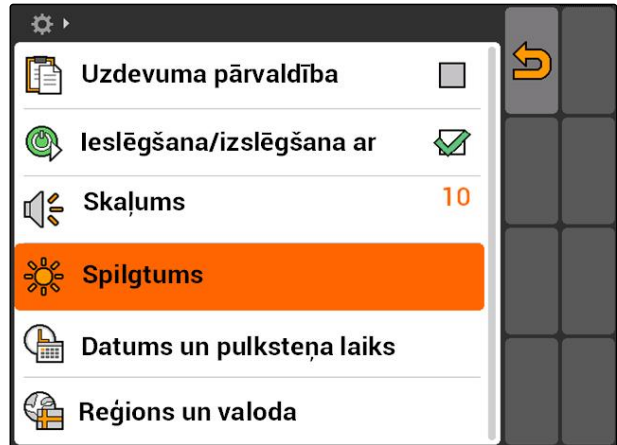 Uzdevuma pārvaldība
Ieslēgšana/izslēgšana ar
Skaļums 10
Spilgtums
Datums un pulksteņa laiks
Reģions un valoda